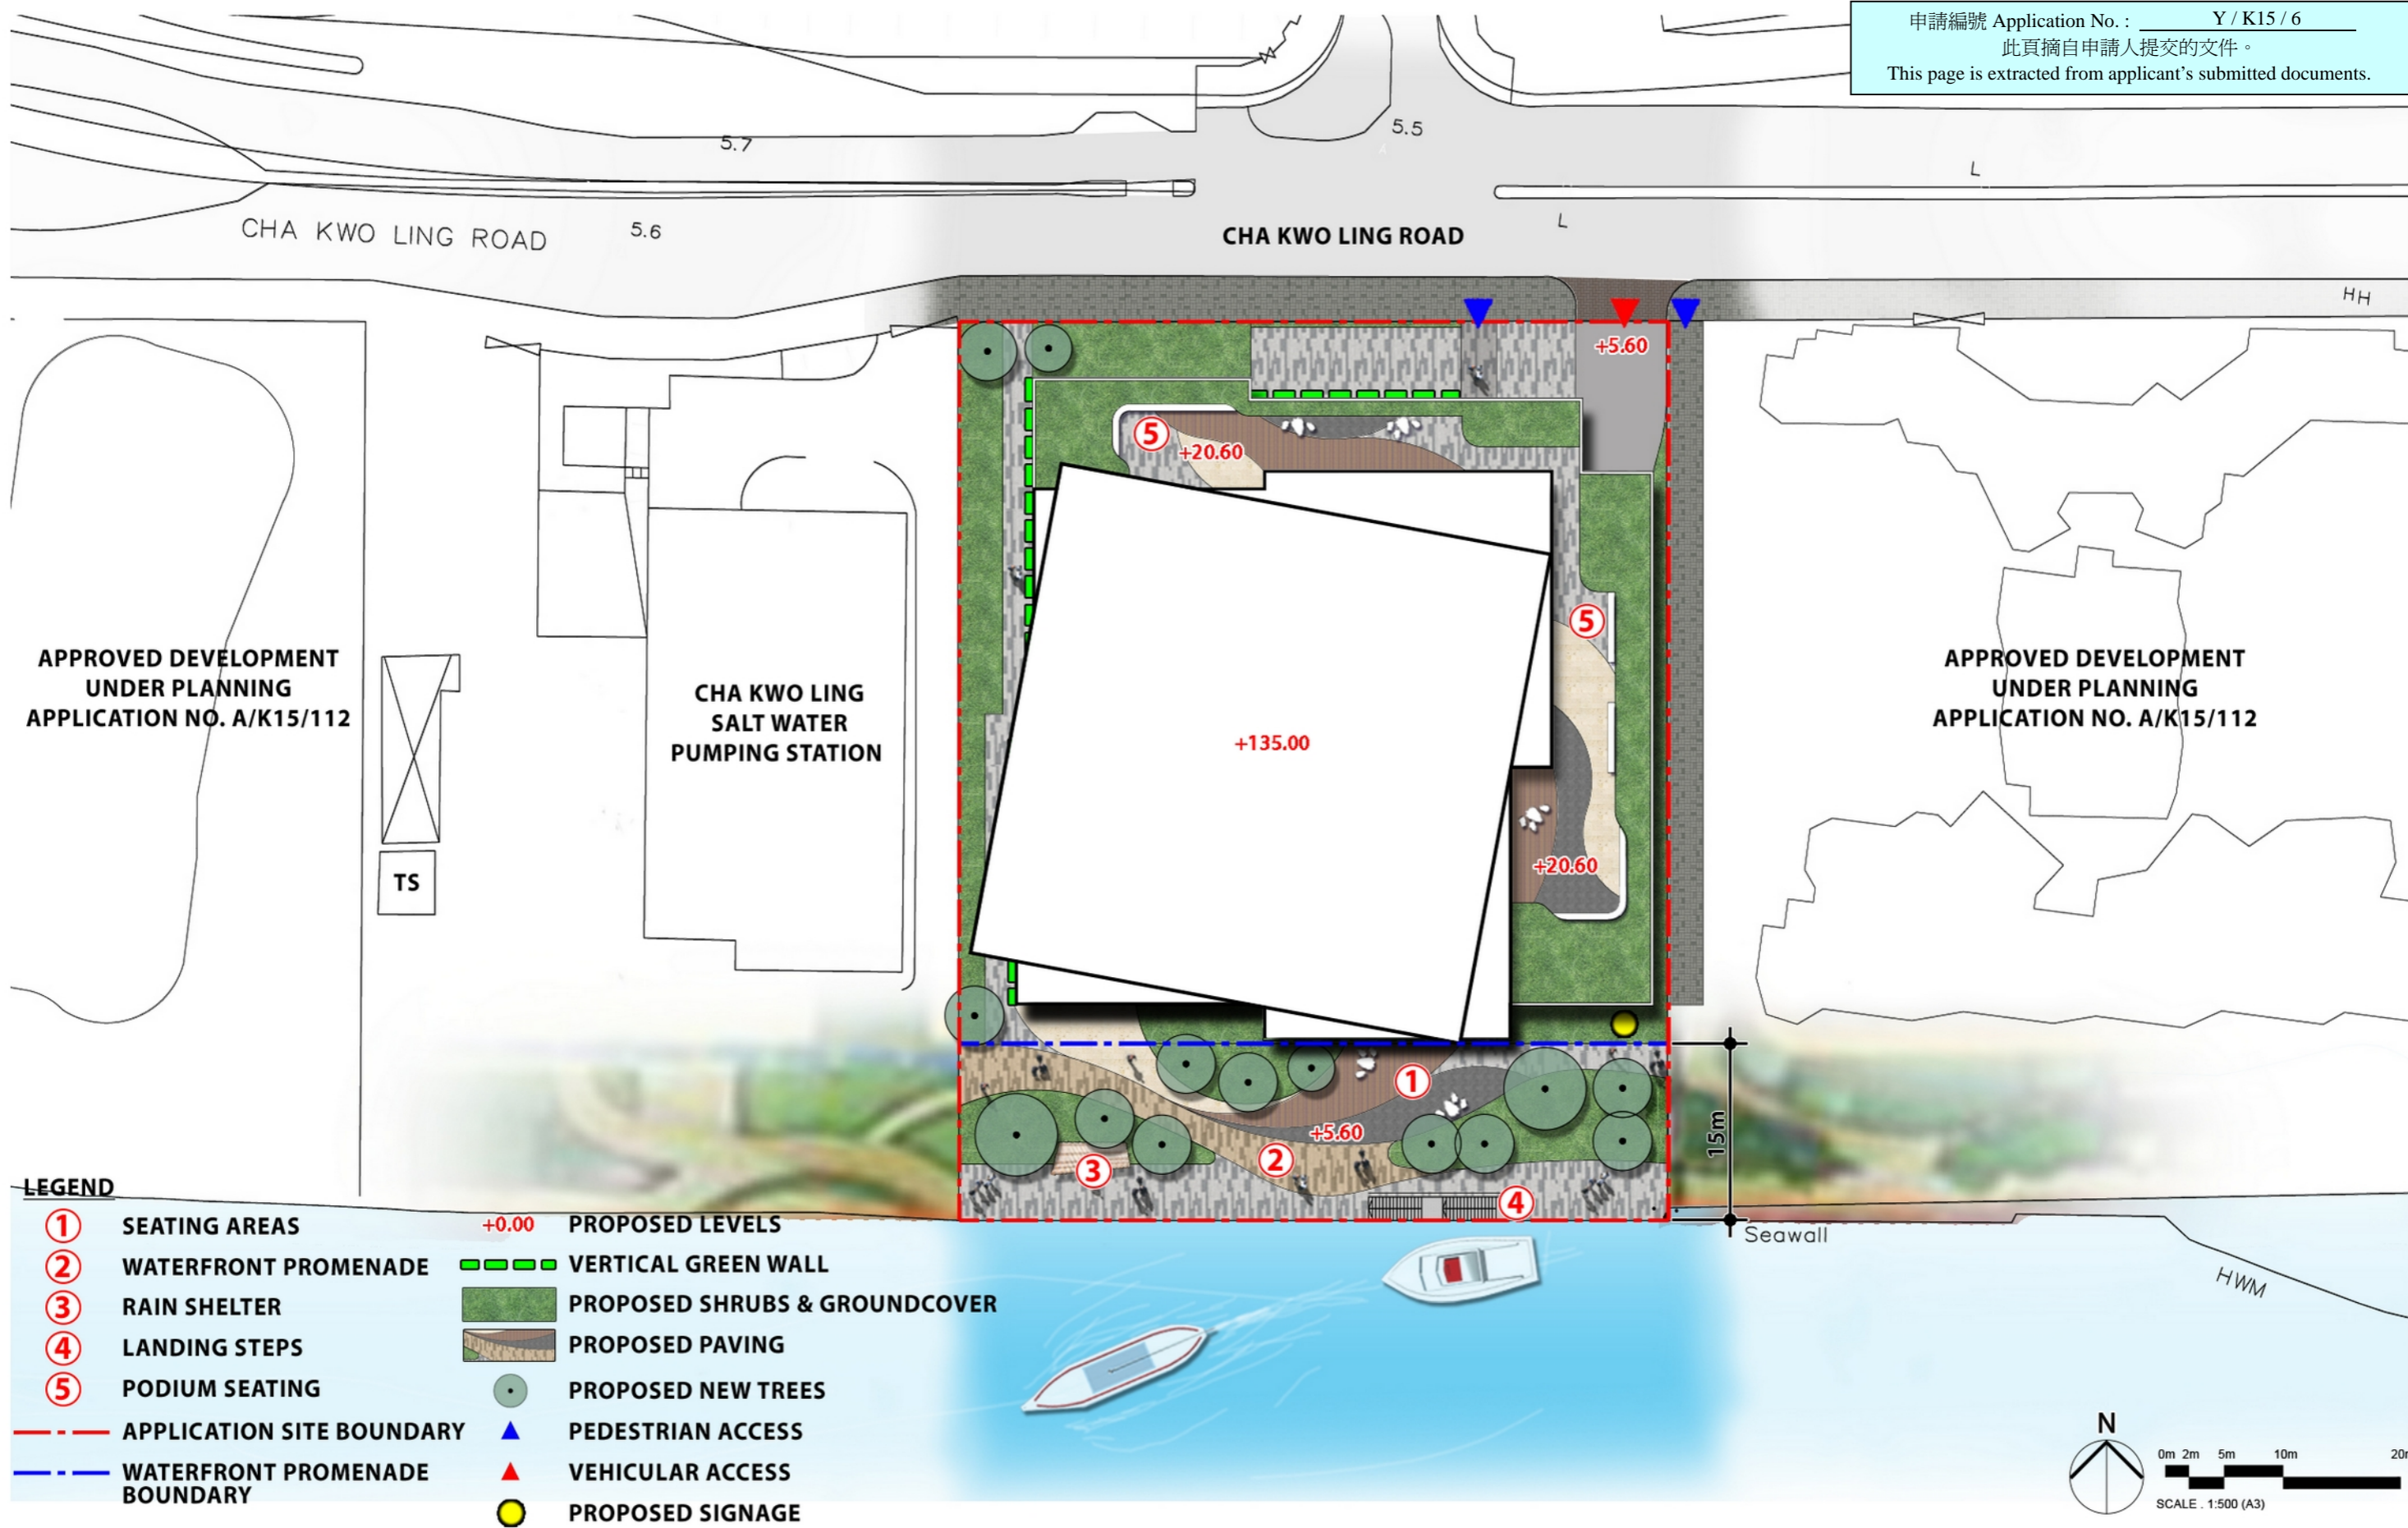 申請編號 Application No. : Y / K15 / 6
此頁摘自申請人提交的文件。
This page is extracted from applicant's submitted documents.
5.7
5.5
L
CHA KWO LING ROAD
5.6
CHA KWO LING ROAD
L
HH
+5.60
5
+20.60
5
APPROVED DEVELOPMENT
UNDER PLANNING
APPLICATION NO. A/K15/112
CHA KWO LING
SALT WATER
PUMPING STATION
+135.00
APPROVED DEVELOPMENT
UNDER PLANNING
APPLICATION NO. A/K15/112
TS
+20.60
1
+5.60
2
3
4
15m
Seawall
HWM
LEGEND
1 SEATING AREAS
2 WATERFRONT PROMENADE
3 RAIN SHELTER
4 LANDING STEPS
5 PODIUM SEATING
APPLICATION SITE BOUNDARY
WATERFRONT PROMENADE
BOUNDARY
+0.00 PROPOSED LEVELS
VERTICAL GREEN WALL
PROPOSED SHRUBS & GROUNDCOVER
PROPOSED PAVING
PROPOSED NEW TREES
PEDESTRIAN ACCESS
VEHICULAR ACCESS
PROPOSED SIGNAGE
N
0m 2m 5m 10m 20m
SCALE . 1:500 (A3)